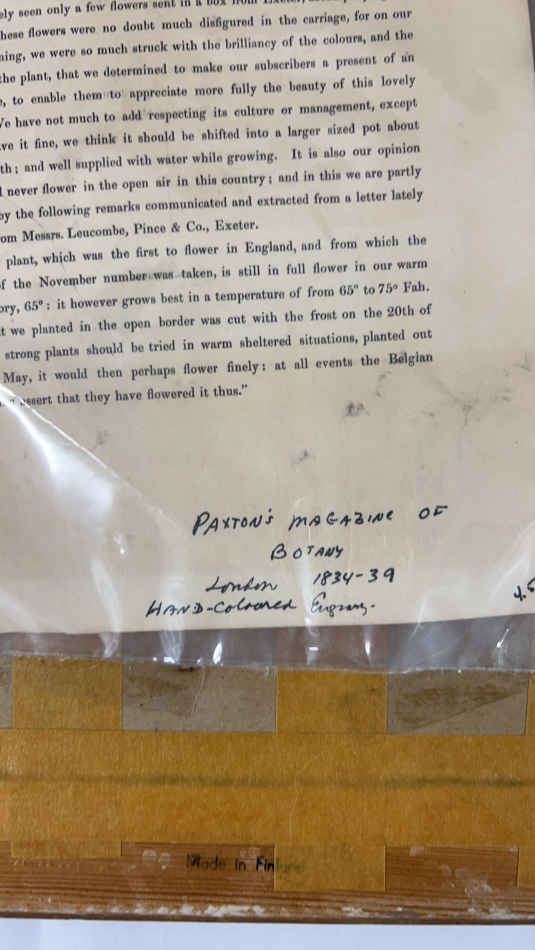 seen only a few flowers sent in a box from
hese flowers were no doubt much disfigured in the carriage, for on our
ning, we were so much struck with the brilliancy of the colours, and the
the plant, that we determined to make our subscribers a present of an
, to enable them to appreciate more fully the beauty of this lovely
e have not much to add respecting its culture or management, except
ve it fine, we think it should be shifted into a larger sized pot about
th; and well supplied with water while growing. It is also our opinion
l never flower in the open air in this country; and in this we are partly
by the following remarks communicated and extracted from a letter lately
om Messrs. Leucombe, Pince & Co., Exeter.
plant, which was the first to flower in England, and from which the
f the November number was taken, is still in full flower in our warm
ory, 65°: it however grows best in a temperature of from 65° to 75° Fah.
t we planted in the open border was cut with the frost on the 20th of
strong plants should be tried in warm sheltered situations, planted out
May, it would then perhaps flower finely: at all events the Belgian
assert that they have flowered it thus."
PAXTON'S MAGAZINE OF
BOTANY
London 1834-39
HAND-Coloured Engrav.
4.5
Made in Finland